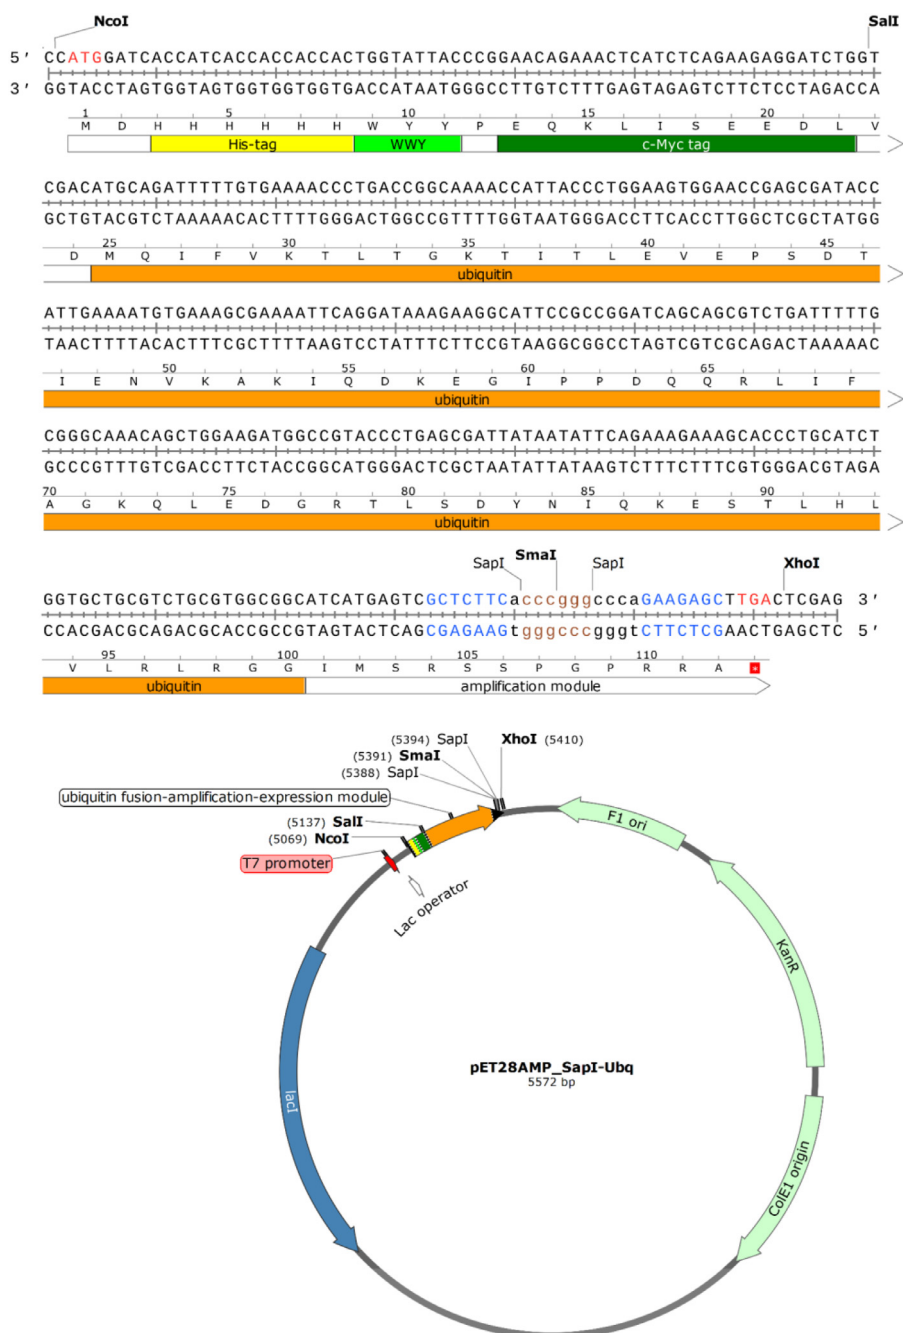 NcoI SalI
5' CCATGGATCACCATCACCACCACCACTGGTATTACCCGGAACAGAAACTCATCTCAGAAGAGGATCTGGT
3' GGTACCTAGTGGTAGTGGTGGTGGTGACCATAATGGGCCTTGTCTTTGAGTAGAGTCTTCTCCTAGACCA
1 5 10 15 20
M D H H H H H H W Y Y P E Q K L I S E E D L V
His-tag WWY c-Myc tag
CGACATGCAGATTTTTGTGAAAACCCTGACCGGCAAAACCATTACCCTGGAAGTGGAACCGAGCGATACC
GCTGTACGTCTAAAAACACTTTTGGGACTGGCCGTTTTGGTAATGGGACCTTCACCTTGGCTCGCTATGG
25 30 35 40 45
D M Q I F V K T L T G K T I T L E V E P S D T
ubiquitin
ATTGAAAATGTGAAAGCGAAAATTCAGGATAAAGAAGGCATTCCGCCGGATCAGCAGCGTCTGATTTTTG
TAACTTTTACACTTTCGCTTTTAAGTCCTATTTCTTCCGTAAGGCGGCCTAGTCGTCGCAGACTAAAAAC
50 55 60 65
I E N V K A K I Q D K E G I P P D Q Q R L I F
ubiquitin
CGGGCAAACAGCTGGAAGATGGCCGTACCCTGAGCGATTATAATATTCAGAAAGAAAGCACCCTGCATCT
GCCCGTTTGTCGACCTTCTACCGGCATGGGACTCGCTAATATTATAAGTCTTTCTTTCGTGGGACGTAGA
70 75 80 85 90
A G K Q L E D G R T L S D Y N I Q K E S T L H L
ubiquitin
SapI SmaI SapI XhoI
GGTGCTGCGTCTGCGTGGCGGCATCATGAGTCGCTCTTCacccgggcccaGAAGAGCTTGACTCGAG 3'
CCACGACGCAGACGCACCGCCGTAGTACTCAGCGAGAAGtgggcccgggtCTTCTCGAACTGAGCTC 5'
95 100 105 110
V L R L R G G I M S R S S P G P R R A *
ubiquitin amplification module
(5394) SapI XhoI (5410)
(5391) SmaI
(5388) SapI
ubiquitin fusion-amplification-expression module
(5137) SalI
(5069) NcoI
T7 promoter
F1 ori
Lac operator
KanR
lacI
pET28AMP_SapI-Ubq
5572 bp
ColE1 origin